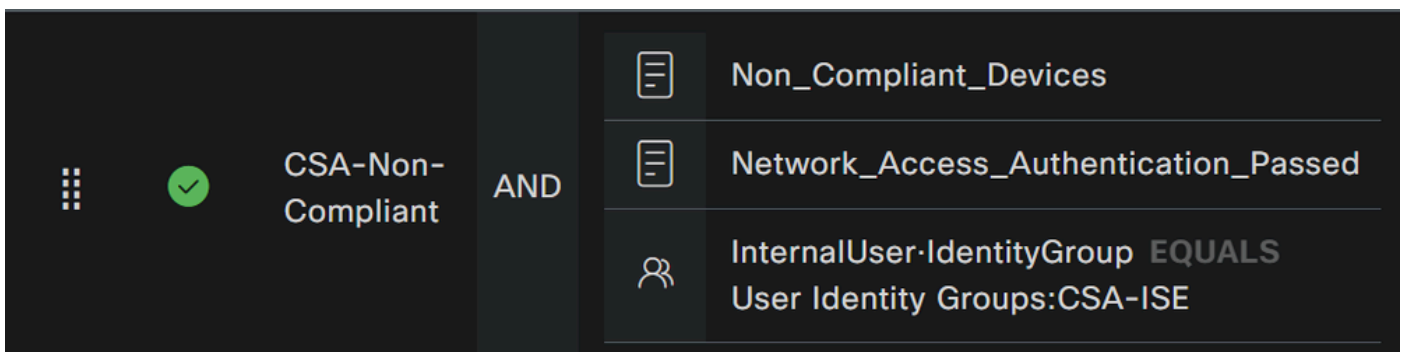 Non_Compliant_Devices
CSA-Non-
Compliant
AND
Network_Access_Authentication_Passed
InternalUser·IdentityGroup EQUALS
User Identity Groups:CSA-ISE